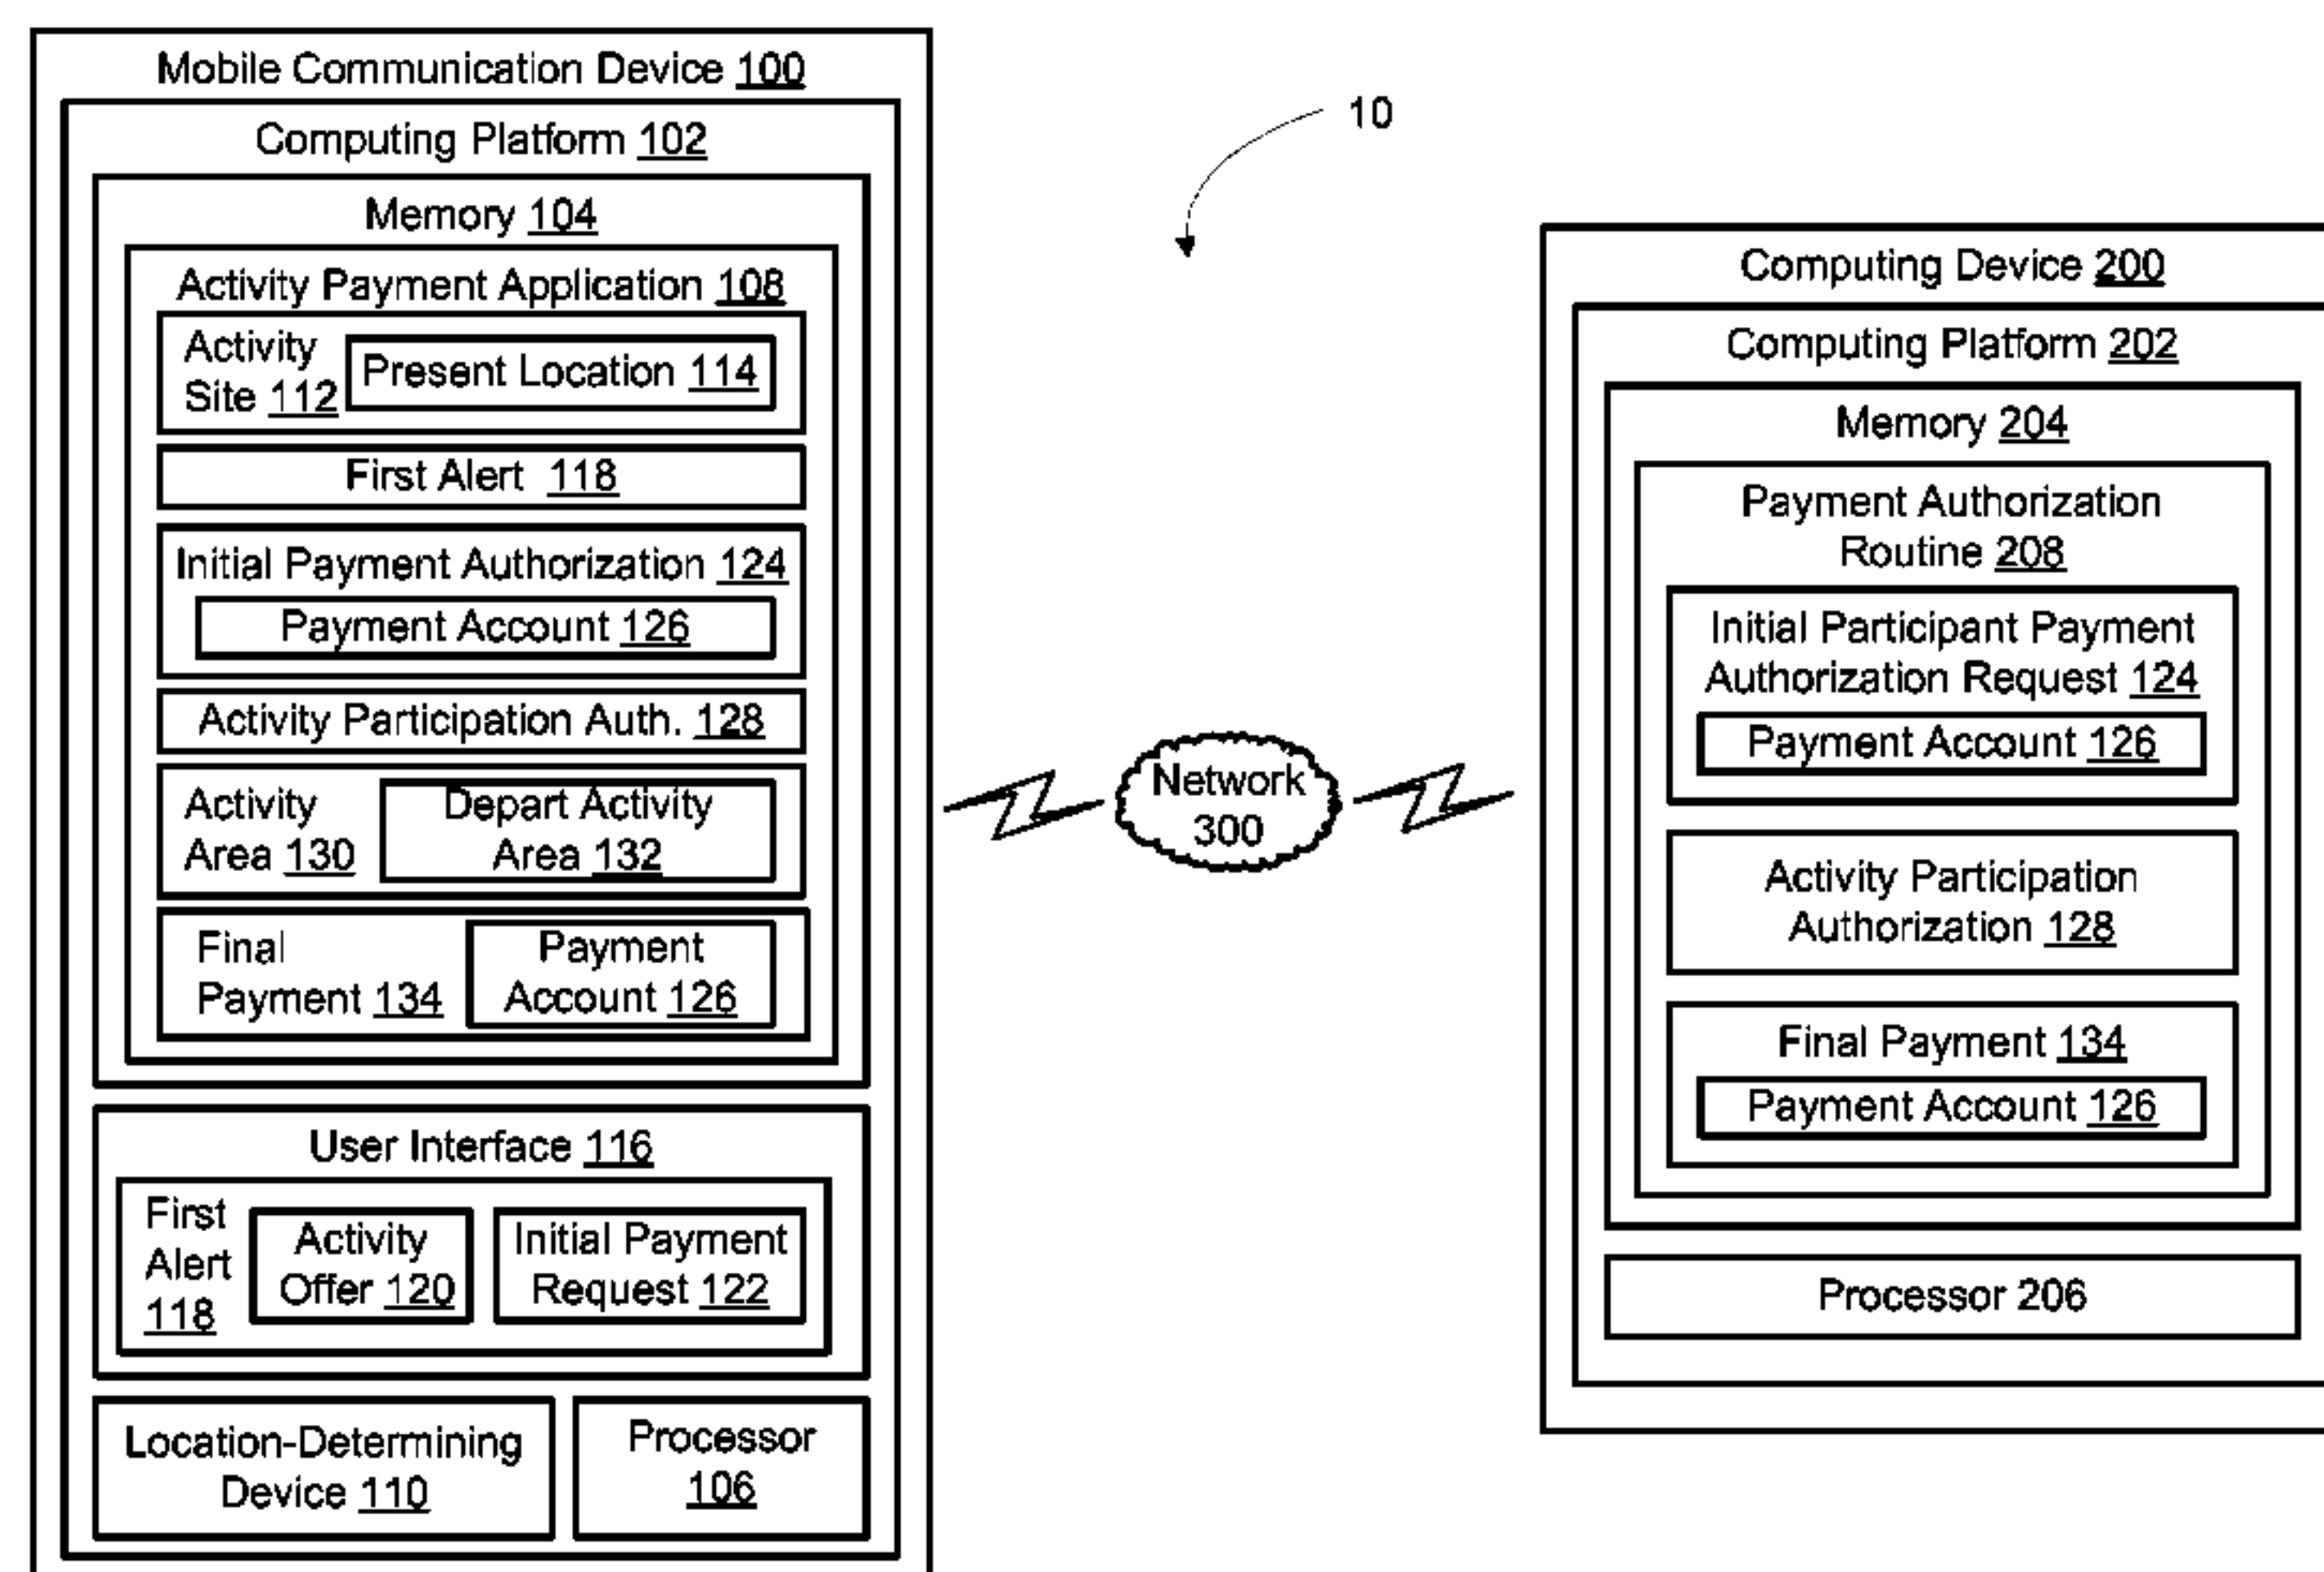 Mobile Communication Device 100
Computing Platform 102
Memory 104
Activity Payment Application 108
Activity
Site 112
Present Location 114
First Alert 118
Initial Payment Authorization 124
Payment Account 126
Activity Participation Auth. 128
Activity
Area 130
Depart Activity
Area 132
Final
Payment 134
Payment
Account 126
User Interface 116
First
Alert
118
Activity
Offer 120
Initial Payment
Request 122
Location-Determining
Device 110
Processor
106
10
Network
300
Computing Device 200
Computing Platform 202
Memory 204
Payment Authorization
Routine 208
Initial Participant Payment
Authorization Request 124
Payment Account 126
Activity Participation
Authorization 128
Final Payment 134
Payment Account 126
Processor 206